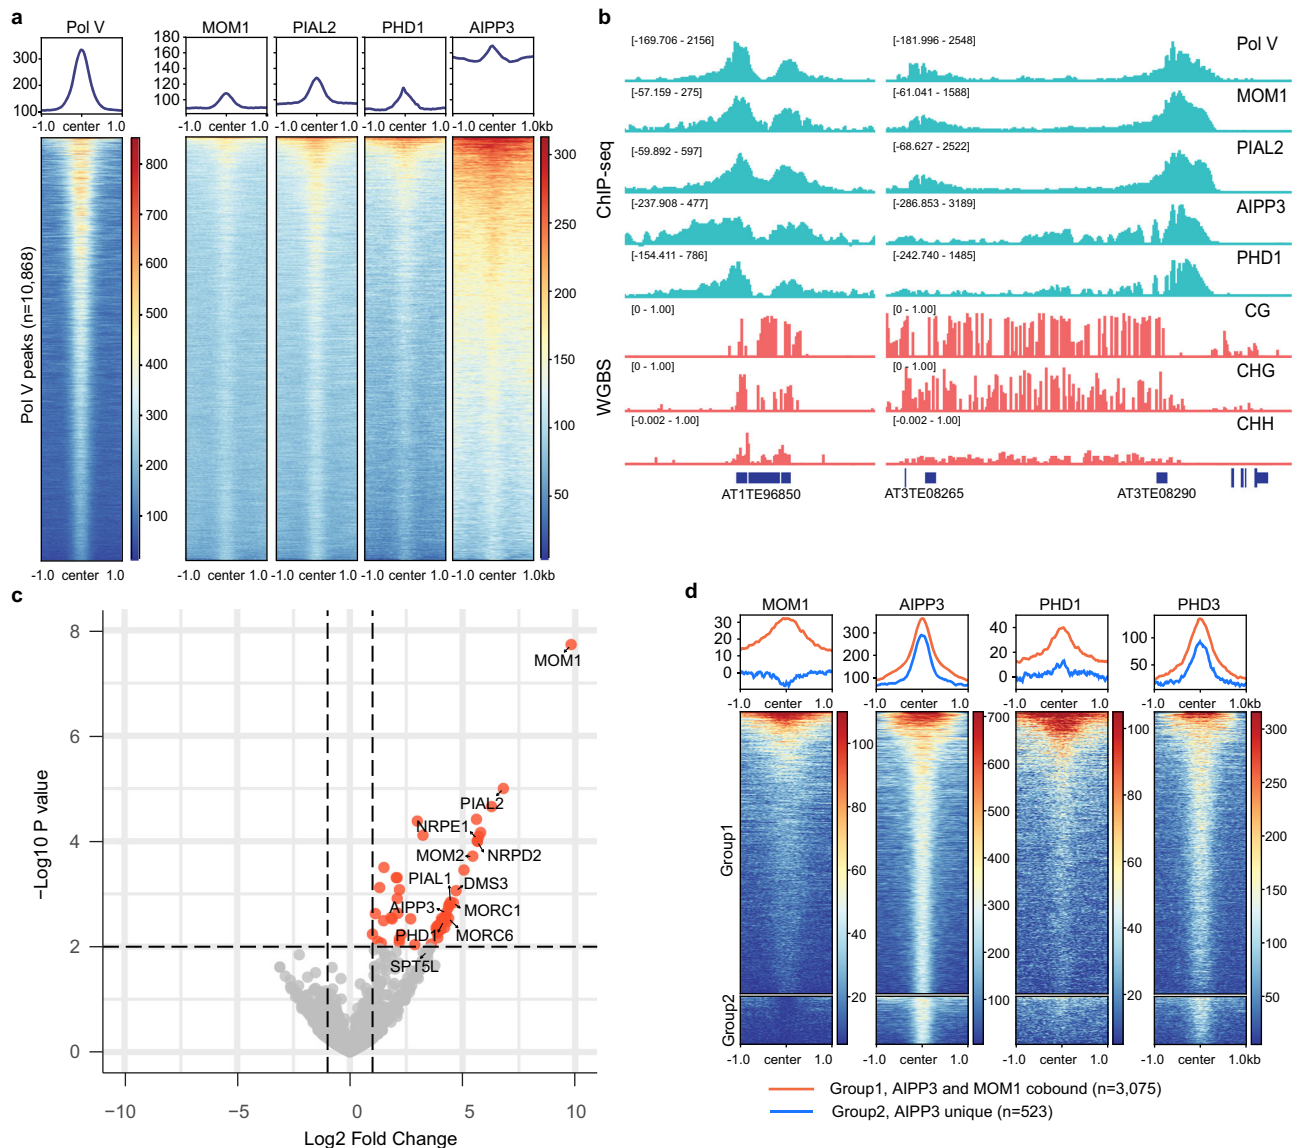 a
Pol V
MOM1
PIAL2
PHD1
AIPP3
300
200
100
180
160
140
120
100
-1.0 center 1.0
-1.0 center 1.0
-1.0 center 1.0
-1.0 center 1.0
-1.0 center 1.0kb
Pol V peaks (n=10,868)
800
700
600
500
400
300
200
100
300
250
200
150
100
50
-1.0 center 1.0
-1.0 center 1.0
-1.0 center 1.0
-1.0 center 1.0
-1.0 center 1.0kb
b
ChIP-seq
[-169.706 - 2156]
[-181.996 - 2548]
Pol V
[-57.159 - 275]
[-61.041 - 1588]
MOM1
[-59.892 - 597]
[-68.627 - 2522]
PIAL2
[-237.908 - 477]
[-286.853 - 3189]
AIPP3
[-154.411 - 786]
[-242.740 - 1485]
PHD1
WGBS
[0 - 1.00]
[0 - 1.00]
CG
[0 - 1.00]
[0 - 1.00]
CHG
[-0.002 - 1.00]
[-0.002 - 1.00]
CHH
AT1TE96850
AT3TE08265
AT3TE08290
c
−Log10 P value
8
6
4
2
0
MOM1
PIAL2
NRPE1
NRPD2
MOM2
PIAL1
DMS3
AIPP3
MORC1
PHD1
MORC6
SPT5L
−10
−5
0
5
10
Log2 Fold Change
d
MOM1
AIPP3
PHD1
PHD3
30
20
10
0
300
200
100
40
20
0
100
50
-1.0 center 1.0
-1.0 center 1.0
-1.0 center 1.0
-1.0 center 1.0kb
Group1
Group2
100
80
60
40
20
700
600
500
400
300
200
100
100
80
60
40
20
300
250
200
150
100
50
-1.0 center 1.0
-1.0 center 1.0
-1.0 center 1.0
-1.0 center 1.0kb
Group1, AIPP3 and MOM1 cobound (n=3,075)
Group2, AIPP3 unique (n=523)